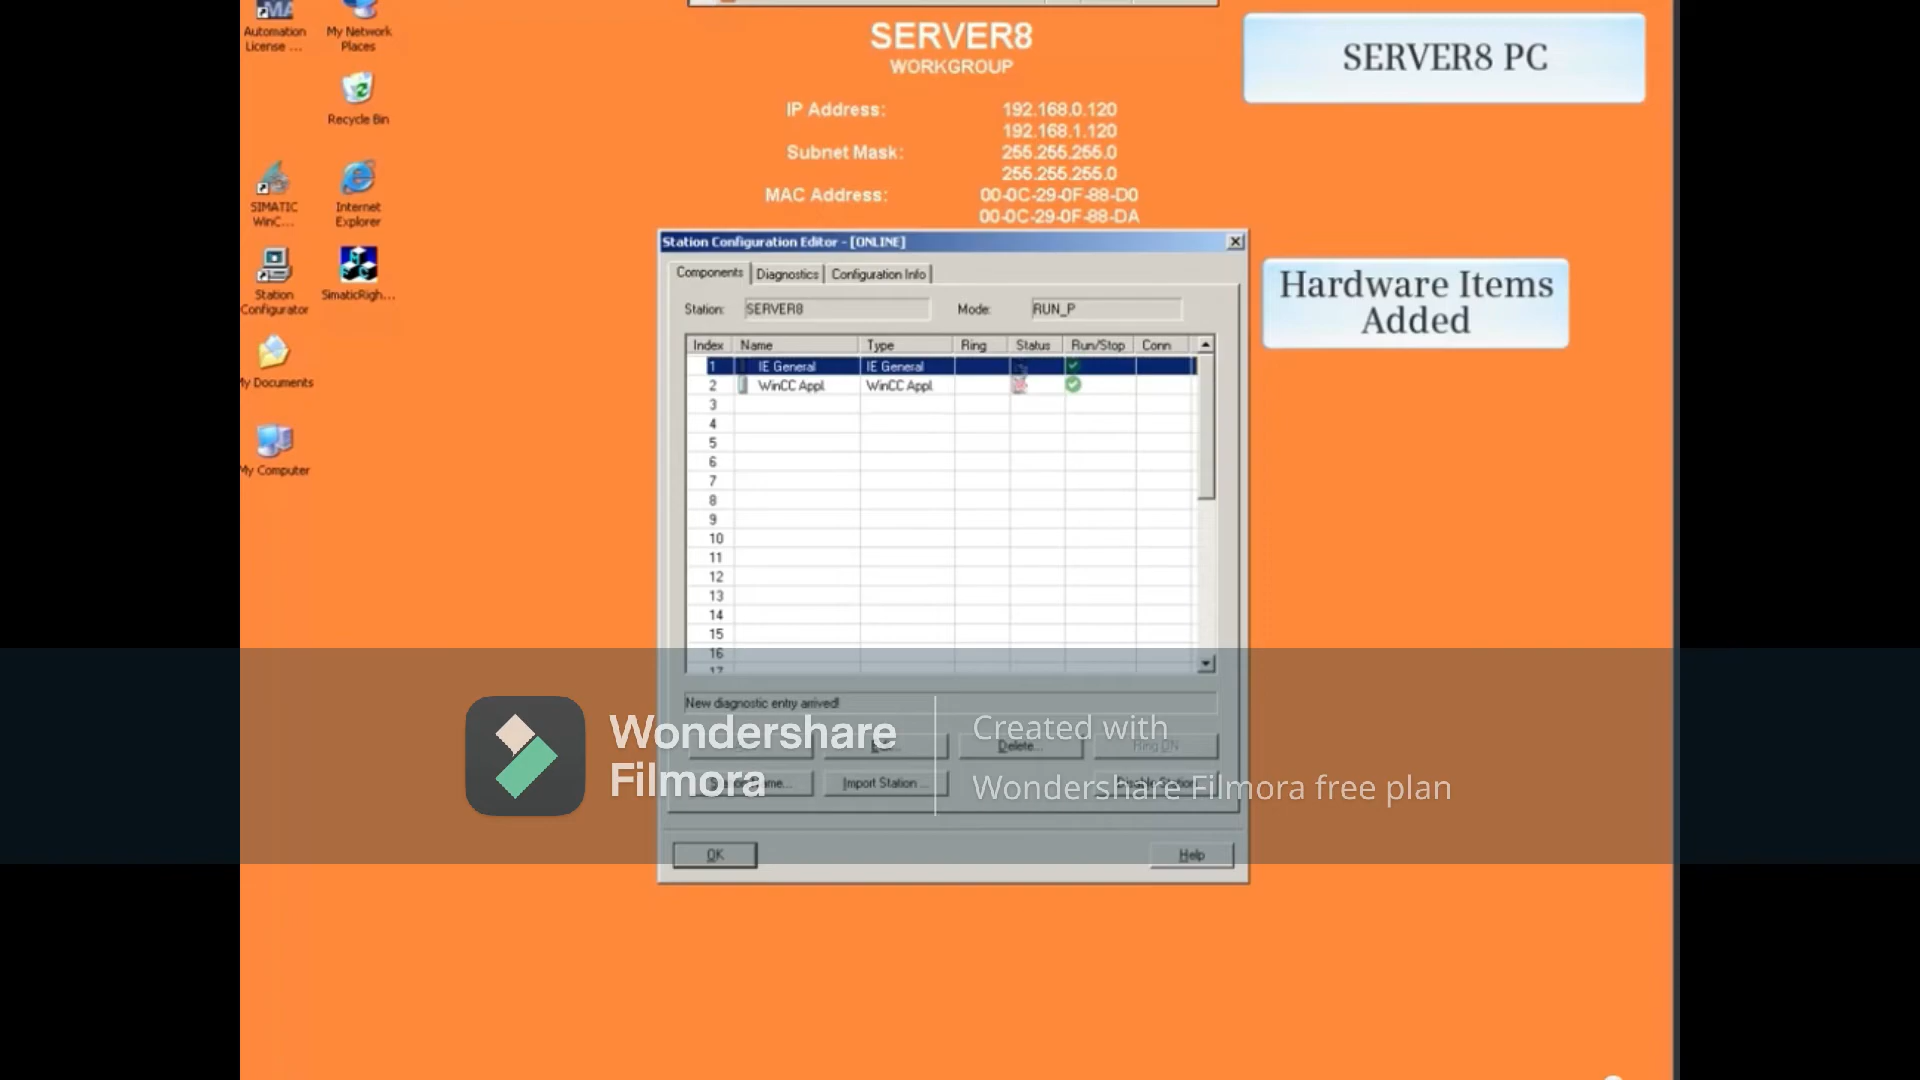 Automation
License ...
My Network
Places
Recycle Bin
SIMATIC
WinC...
Internet
Explorer
Station
Configurator
SimaticRigh...
My Documents
My Computer
SERVER8
WORKGROUP
IP Address: 192.168.0.120
192.168.1.120
Subnet Mask: 255.255.255.0
255.255.255.0
MAC Address: 00-0C-29-0F-88-D0
00-0C-29-0F-88-DA
SERVER8 PC
Hardware Items
Added
Station Configuration Editor - [ONLINE]
Components Diagnostics Configuration Info
Station: SERVER8 Mode: RUN_P
Index Name Type Ring Status Run/Stop Conn
1 IE General IE General
2 WinCC Appl. WinCC Appl.
3
4
5
6
7
8
9
10
11
12
13
14
15
16
17
New diagnostic entry arrived!
Delete... Ring ON
Import Station ...
OK Help
Wondershare
Filmora
Created with
Wondershare Filmora free plan